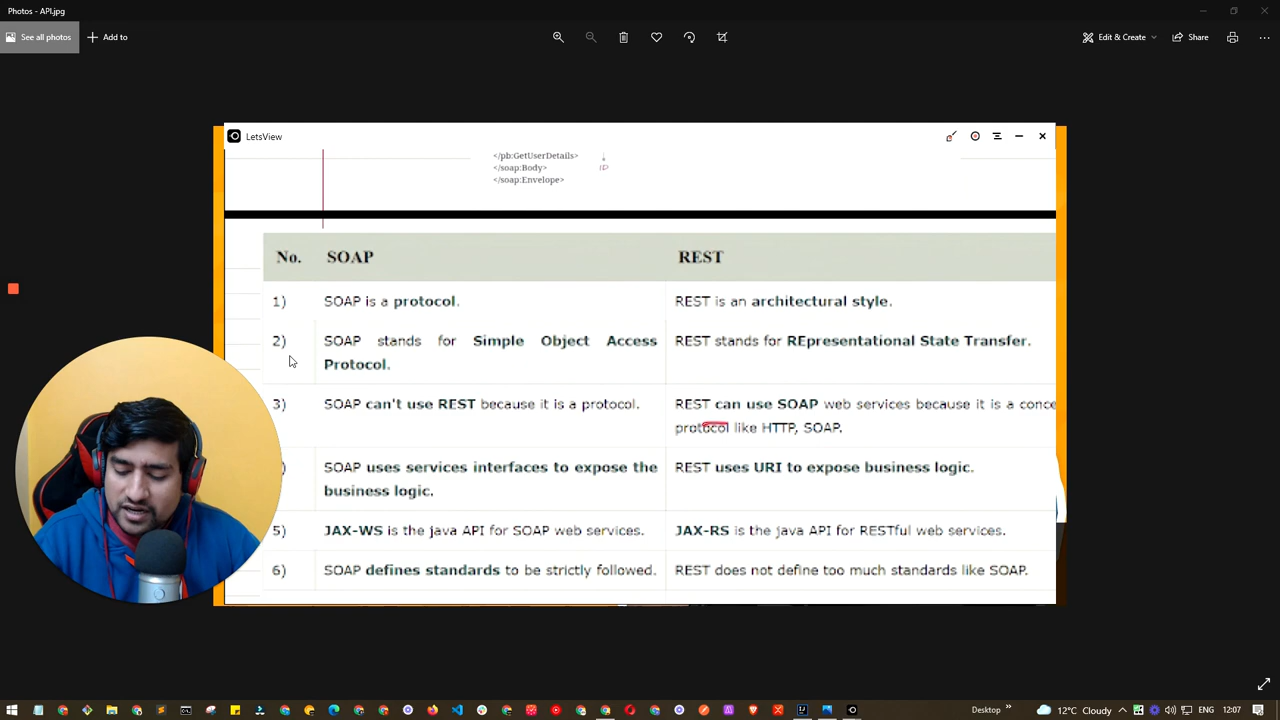 Photos - API.jpg
See all photos
Add to
Edit & Create
Share
LetsView
</pb:GetUserDetails>
</soap:Body>
</soap:Envelope>
ID
No. SOAP REST
1) SOAP is a protocol. REST is an architectural style.
2) SOAP stands for Simple Object Access REST stands for REpresentational State Transfer.
Protocol.
3) SOAP can't use REST because it is a protocol. REST can use SOAP web services because it is a conce
protocol like HTTP, SOAP.
) SOAP uses services interfaces to expose the REST uses URI to expose business logic.
business logic.
5) JAX-WS is the java API for SOAP web services. JAX-RS is the java API for RESTful web services.
6) SOAP defines standards to be strictly followed. REST does not define too much standards like SOAP.
Desktop 12°C Cloudy ENG 12:07